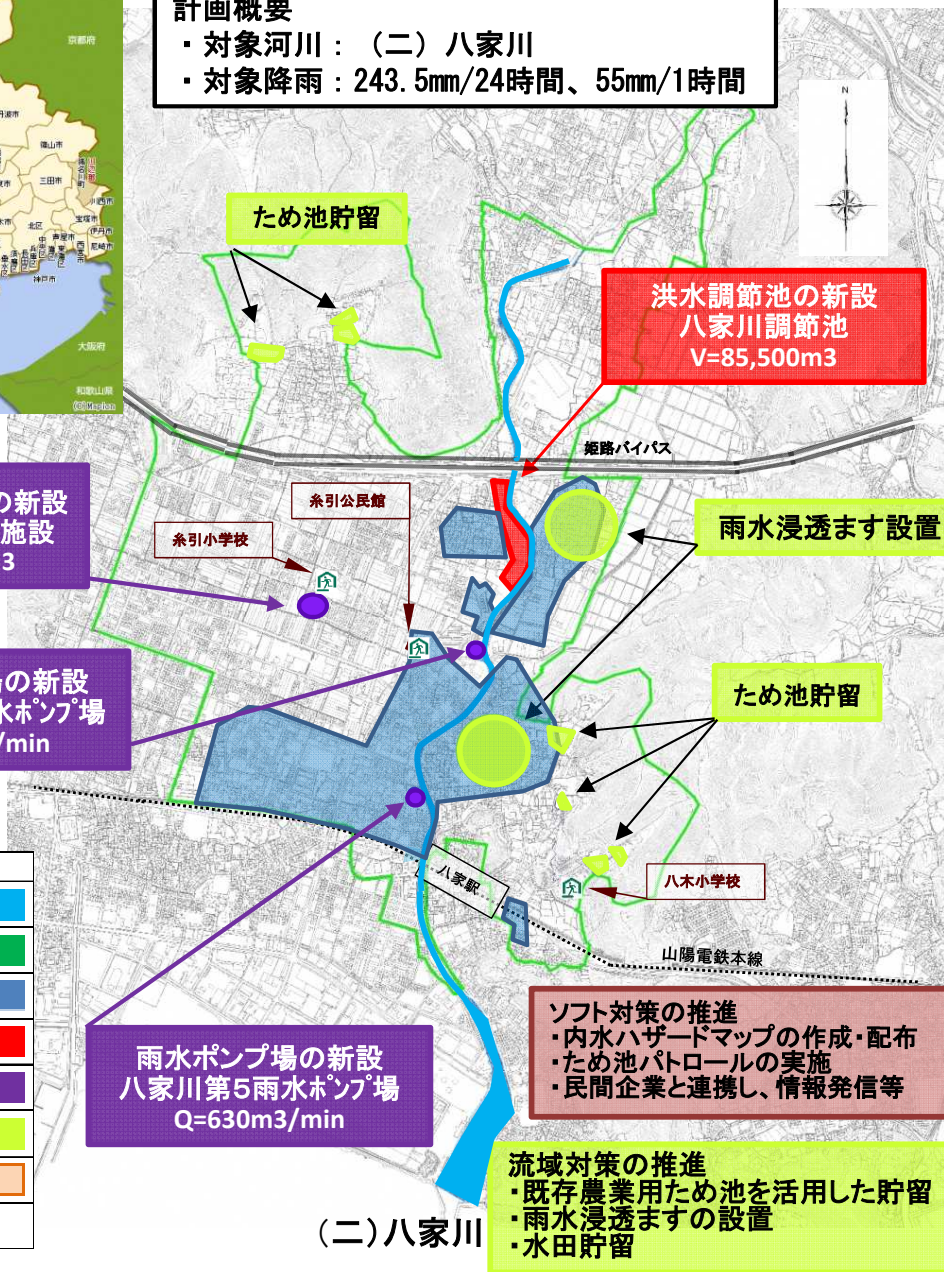 計画概要
・対象河川：（二）八家川
・対象降雨：243.5mm/24時間、55mm/1時間
京都府
丹波市
篠山市
三田市
川西市
宝塚市
伊丹市
尼崎市
芦屋市
北区
神戸市
大阪府
和歌山県
(C)Mapion
N
ため池貯留
洪水調節池の新設
八家川調節池
V=85,500m3
姫路バイパス
の新設
施設
3
糸引公民館
糸引小学校
雨水浸透ます設置
の新設
水ﾎﾟﾝﾌﾟ場
/min
ため池貯留
八家駅
八木小学校
山陽電鉄本線
雨水ポンプ場の新設
八家川第5雨水ﾎﾟﾝﾌﾟ場
Q=630m3/min
ソフト対策の推進
・内水ハザードマップの作成・配布
・ため池パトロールの実施
・民間企業と連携し、情報発信等
流域対策の推進
・既存農業用ため池を活用した貯留
・雨水浸透ますの設置
・水田貯留
（二）八家川